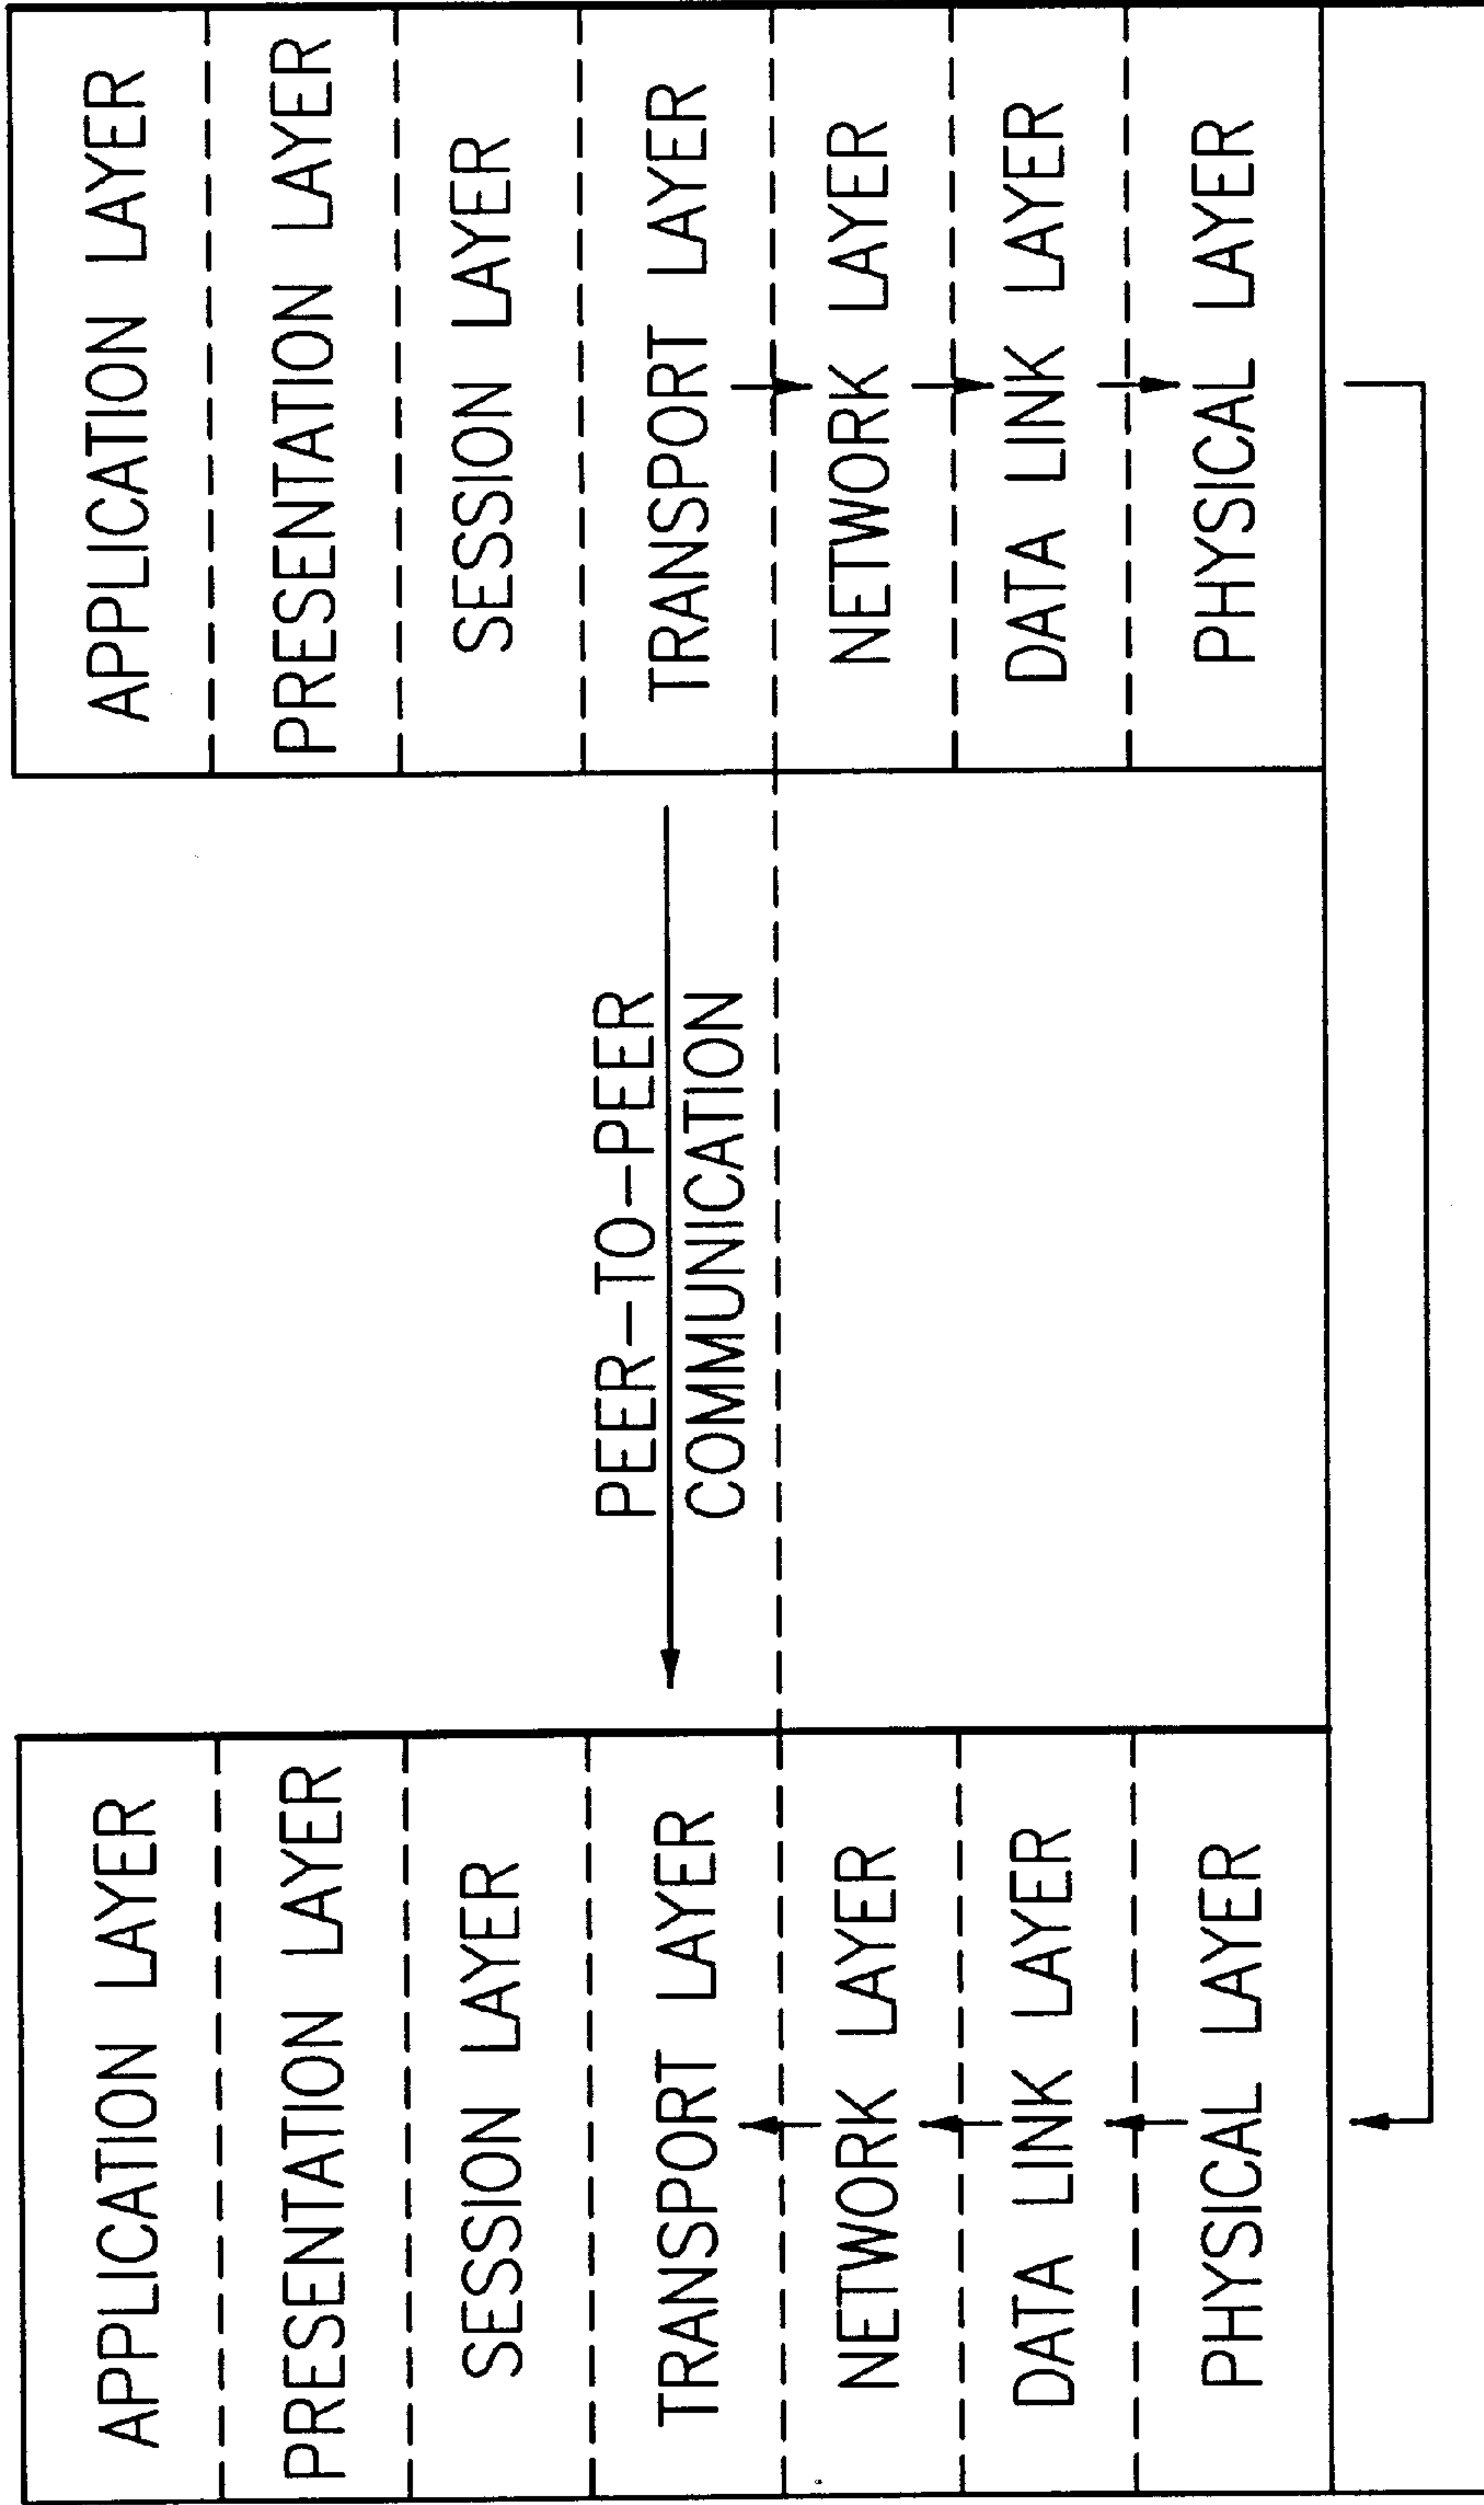 APPLICATION LAYER
PRESENTATION LAYER
SESSION LAYER
TRANSPORT LAYER
NETWORK LAYER
DATA LINK LAYER
PHYSICAL LAYER
PEER-TO-PEER
COMMUNICATION
APPLICATION LAYER
PRESENTATION LAYER
SESSION LAYER
TRANSPORT LAYER
NETWORK LAYER
DATA LINK LAYER
PHYSICAL LAYER